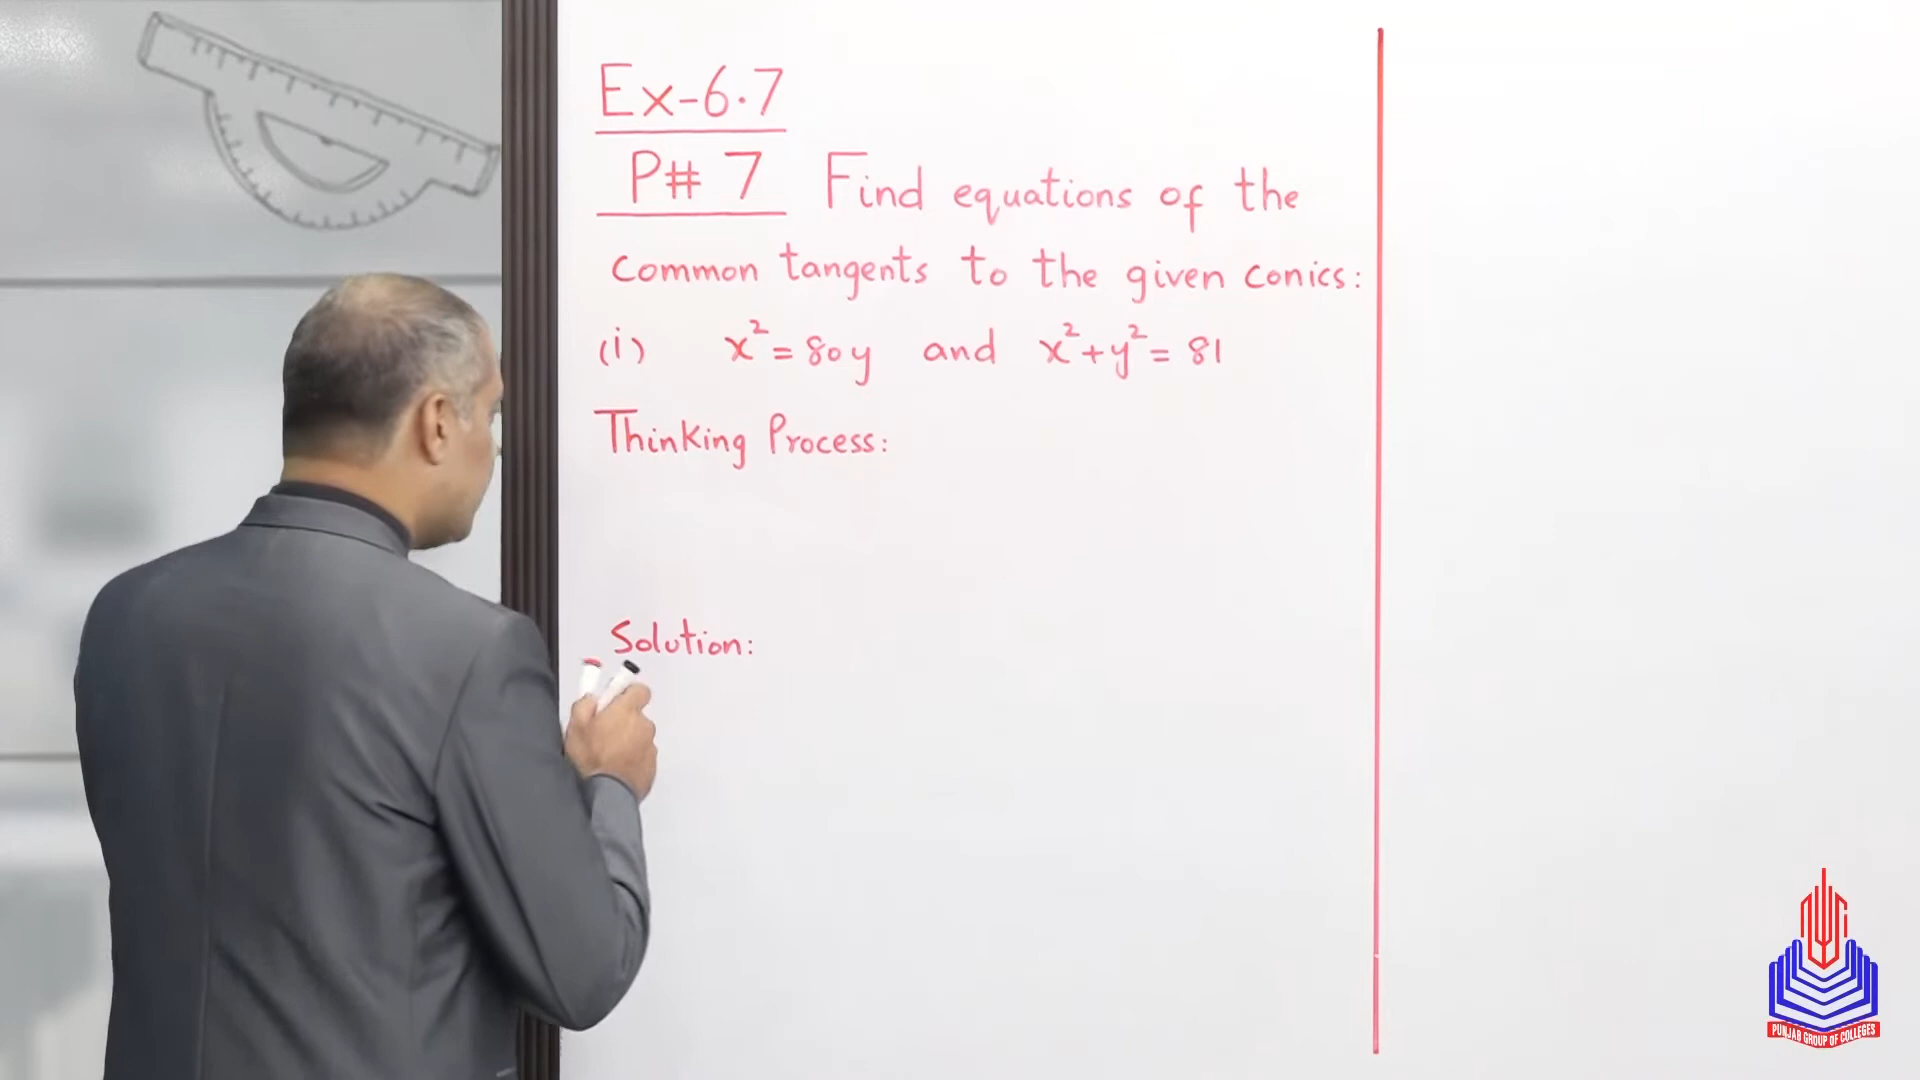 Ex-6.7
P# 7 Find equations of the
common tangents to the given conics:
(i) x² = 80y and x² + y² = 81
Thinking Process:
Solution:
PUNJAB GROUP OF COLLEGES